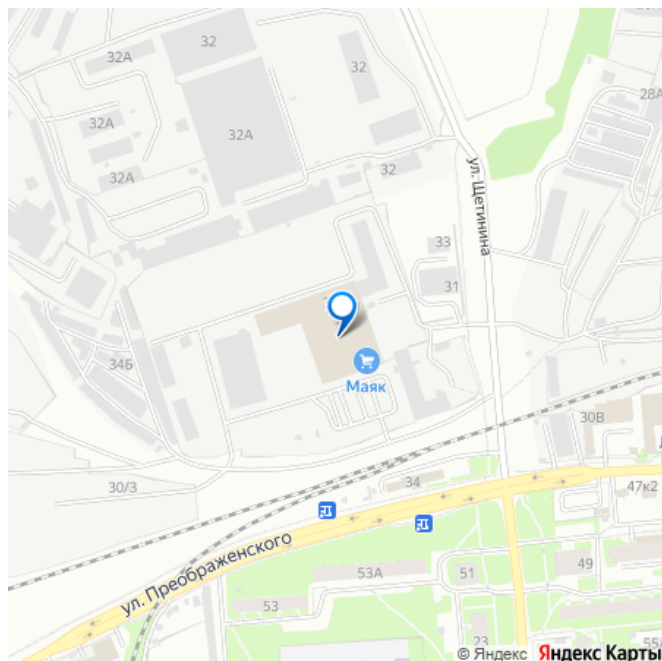 32
32А
32
28А
32А
32А
32А
32
ул. Щетинина
33
31
34Б
Маяк
30В
30/3
34
47к2
ул. Преображенского
53А
51
49
53
23
© Яндекс Яндекс Карты